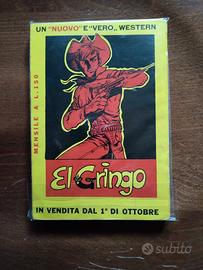 UN "NUOVO" E "VERO,, WESTERN
MENSILE A L. 150
El Gringo
IN VENDITA DAL 1° DI OTTOBRE
subito